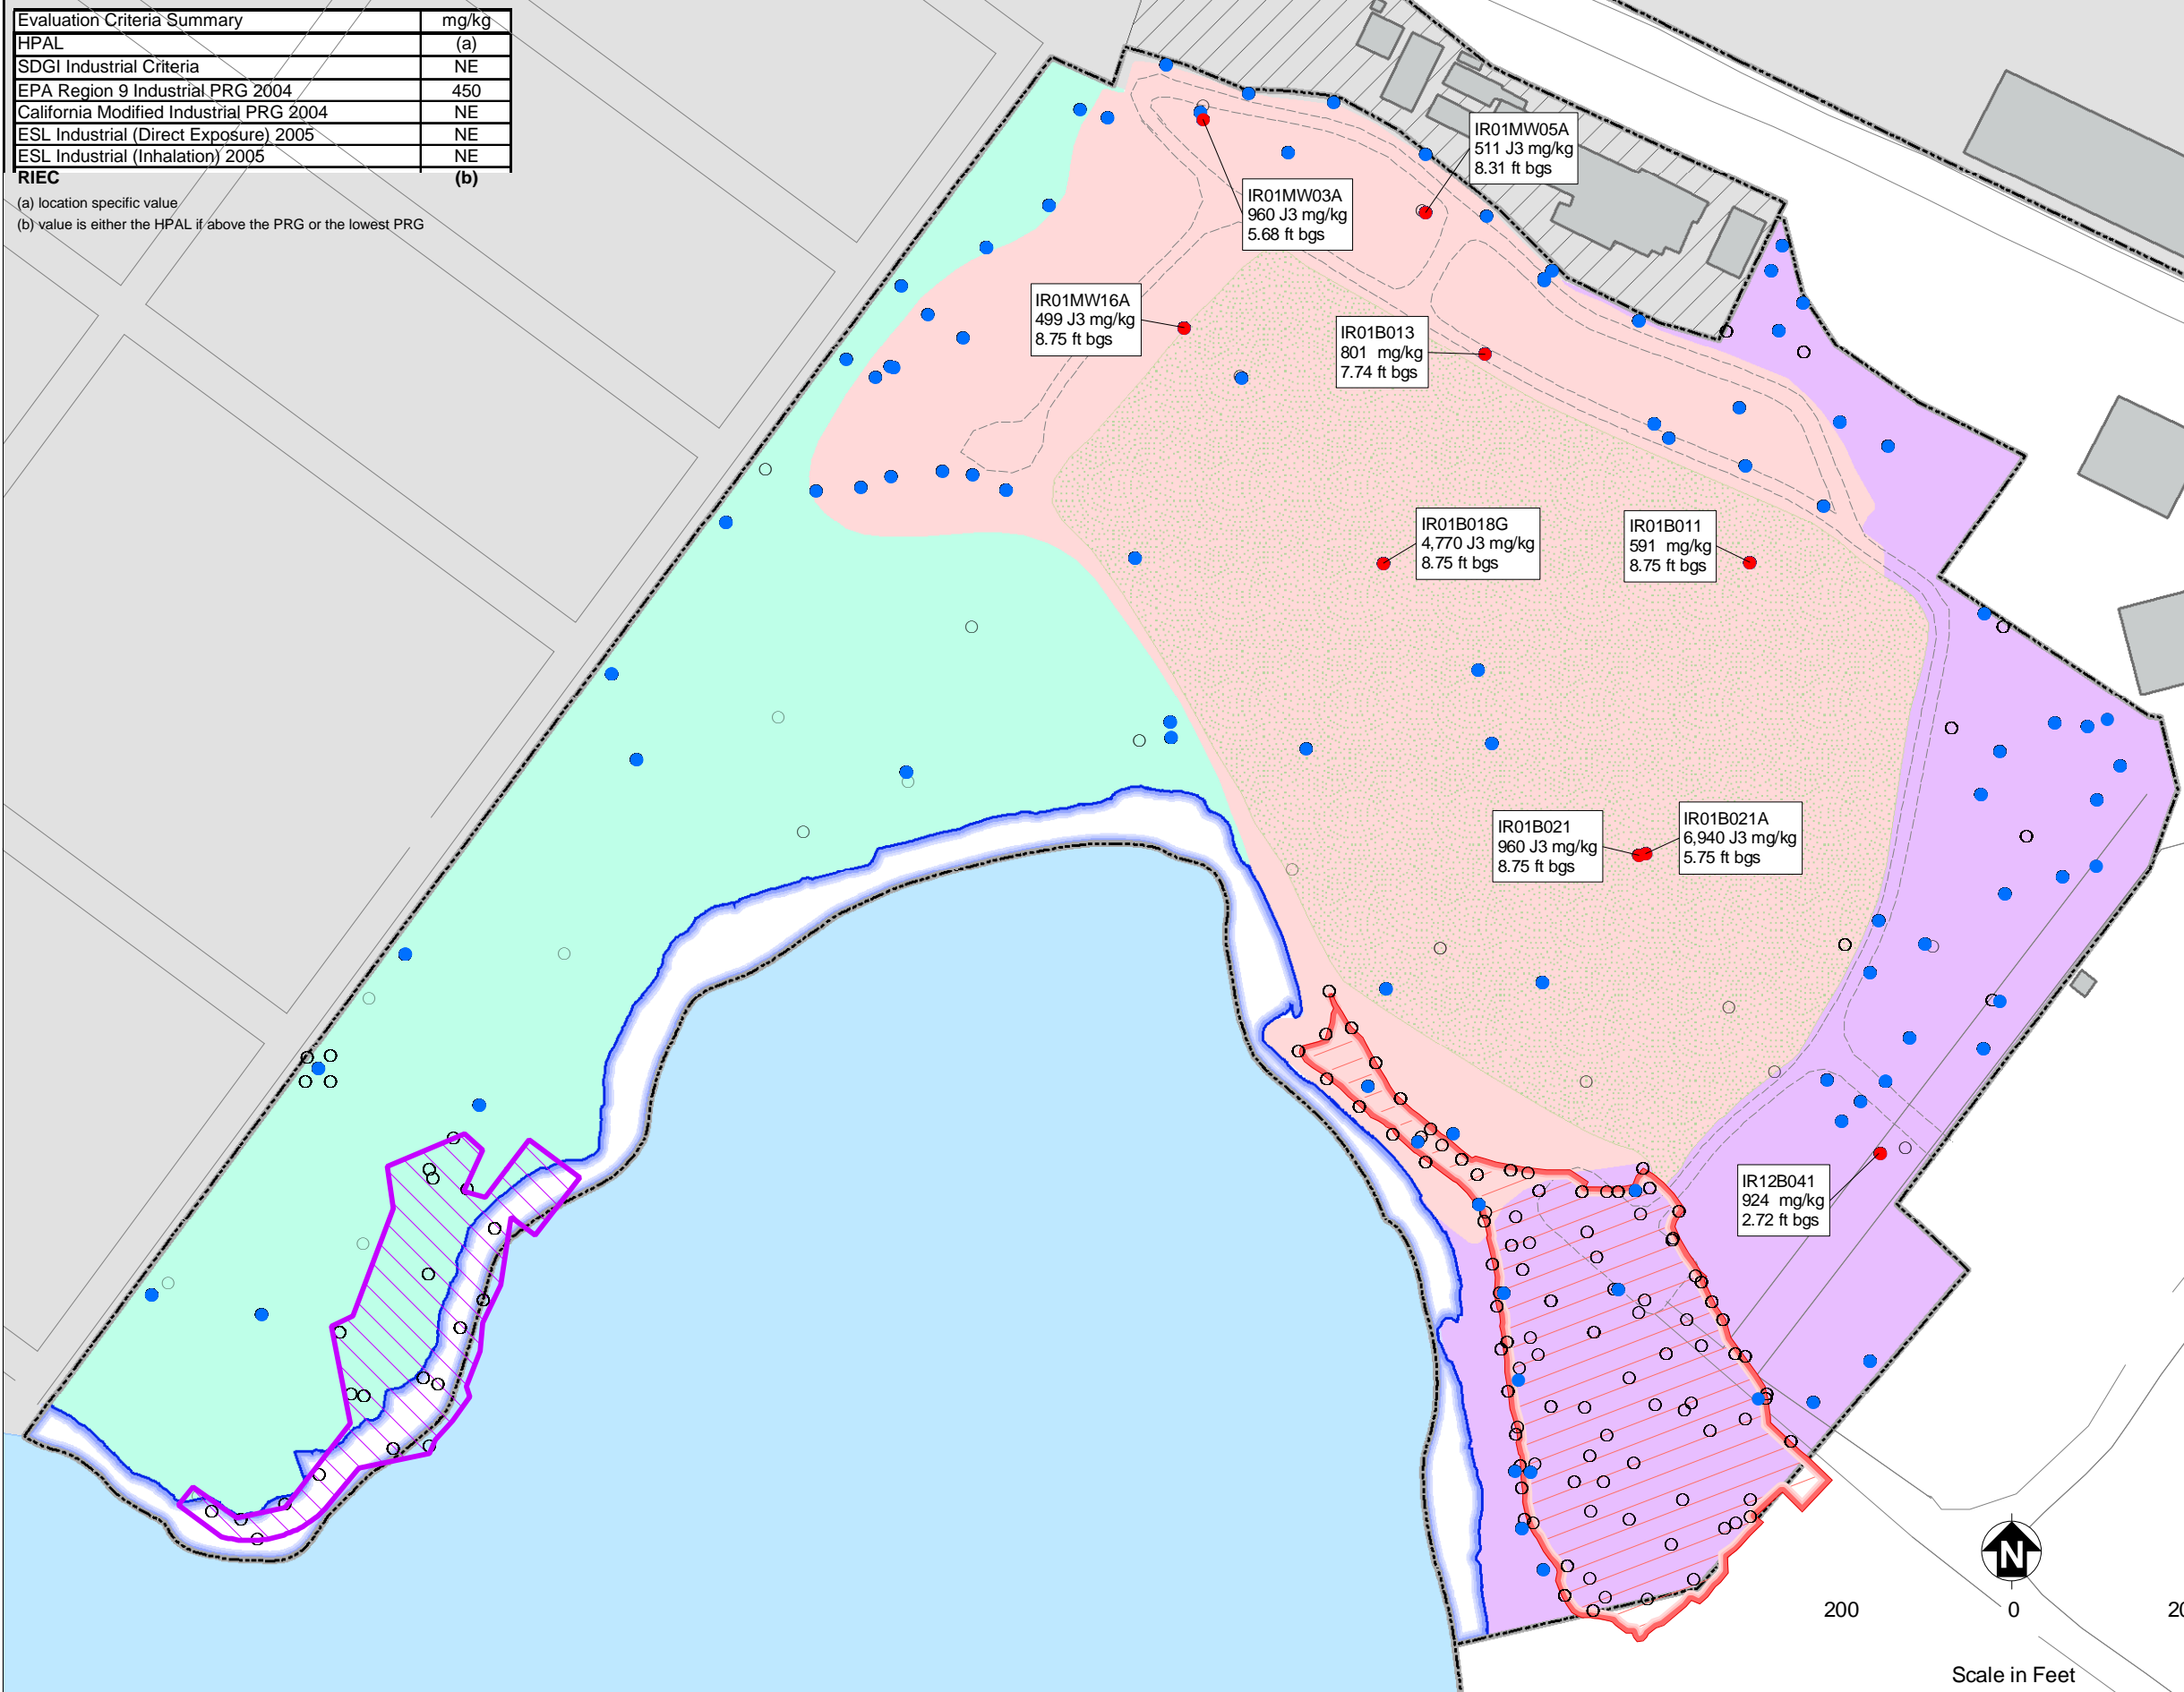 Evaluation Criteria Summary mg/kg
HPAL (a)
SDGI Industrial Criteria NE
EPA Region 9 Industrial PRG 2004 450
California Modified Industrial PRG 2004 NE
ESL Industrial (Direct Exposure) 2005 NE
ESL Industrial (Inhalation) 2005 NE
RIEC (b)
(a) location specific value
(b) value is either the HPAL if above the PRG or the lowest PRG
IR01MW05A
511 J3 mg/kg
8.31 ft bgs
IR01MW03A
960 J3 mg/kg
5.68 ft bgs
IR01MW16A
499 J3 mg/kg
8.75 ft bgs
IR01B013
801 mg/kg
7.74 ft bgs
IR01B018G
4,770 J3 mg/kg
8.75 ft bgs
IR01B011
591 mg/kg
8.75 ft bgs
IR01B021
960 J3 mg/kg
8.75 ft bgs
IR01B021A
6,940 J3 mg/kg
5.75 ft bgs
IR12B041
924 mg/kg
2.72 ft bgs
N
200 0 20
Scale in Feet